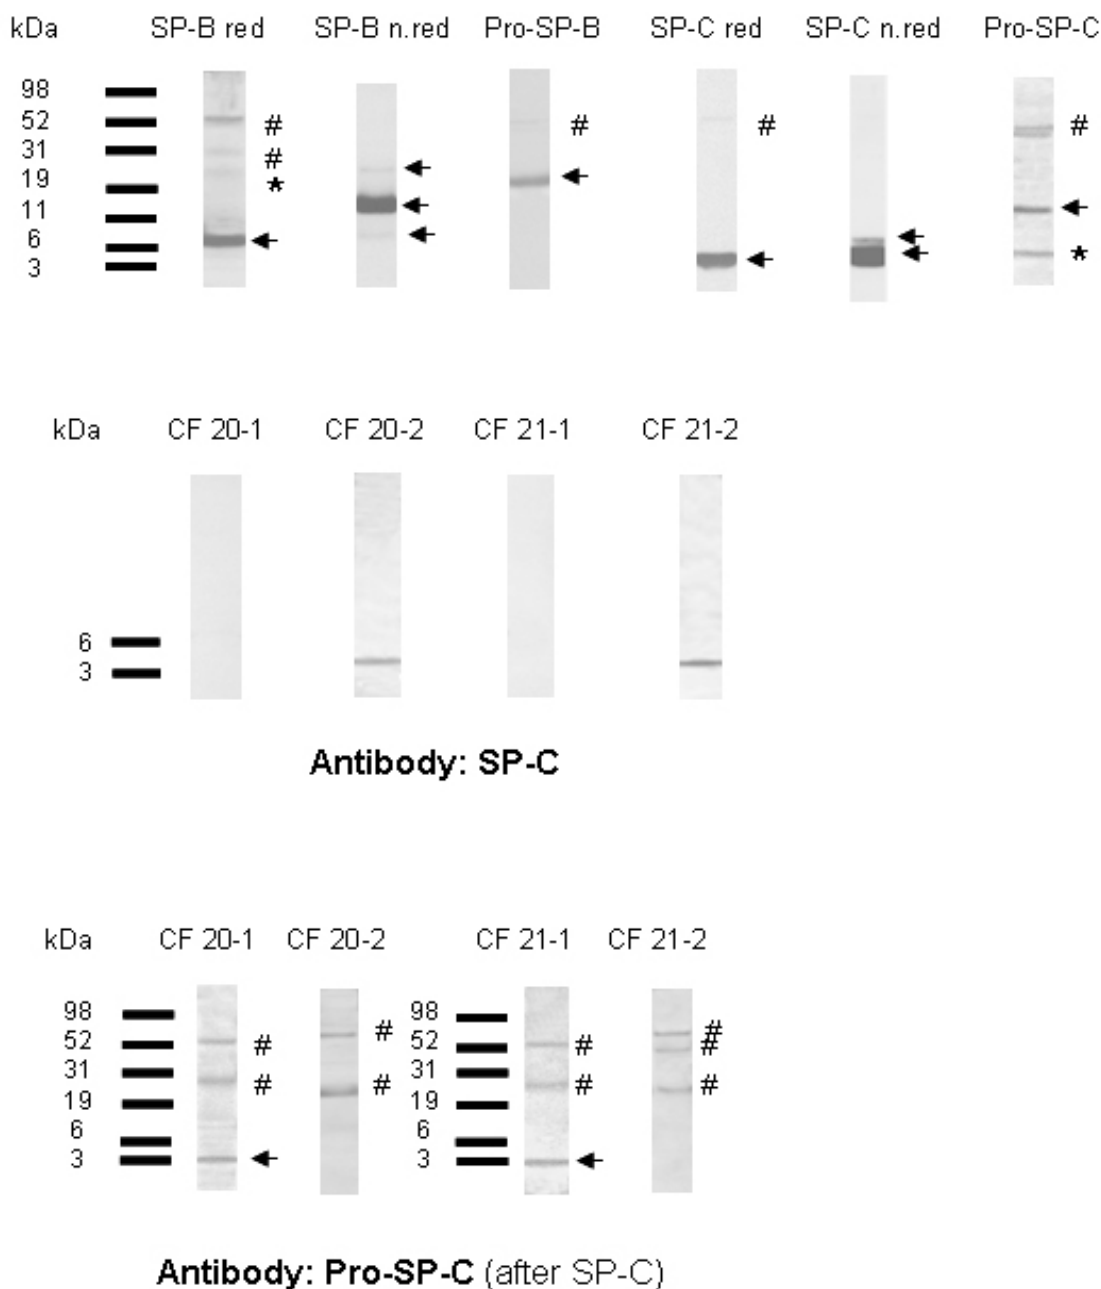 kDa SP-B red SP-B n.red Pro-SP-B SP-C red SP-C n.red Pro-SP-C
98
52 # # # #
31 #
19 *
11
6 *
3
kDa CF 20-1 CF 20-2 CF 21-1 CF 21-2
6
3
Antibody: SP-C
kDa CF 20-1 CF 20-2 CF 21-1 CF 21-2
98 98
52 # # # # #
31 31
19 # # # #
6 6
3 3
Antibody: Pro-SP-C (after SP-C)